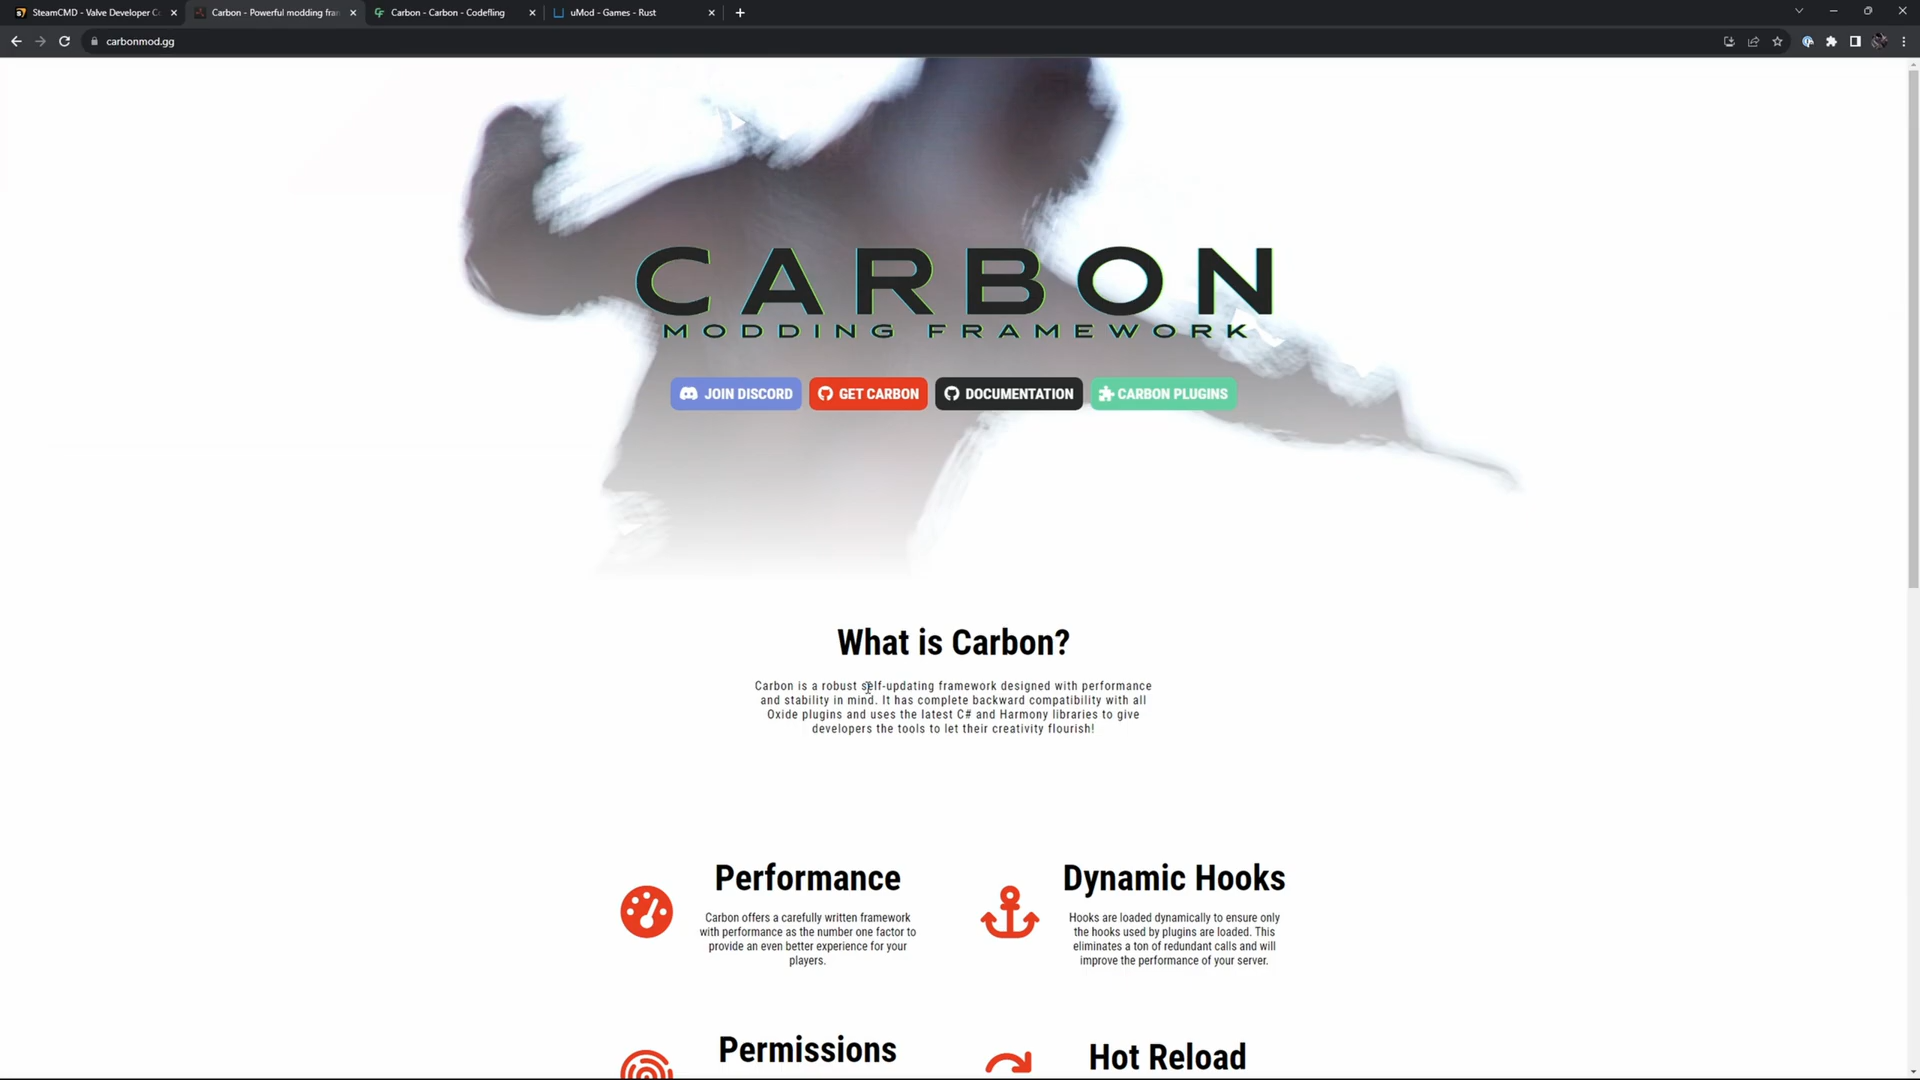 SteamCMD - Valve Developer Co
Carbon - Powerful modding fran
Carbon - Carbon - Codefling
uMod - Games - Rust
carbonmod.gg
CARBON
MODDING FRAMEWORK
JOIN DISCORD
GET CARBON
DOCUMENTATION
CARBON PLUGINS
What is Carbon?
Carbon is a robust self-updating framework designed with performance
and stability in mind. It has complete backward compatibility with all
Oxide plugins and uses the latest C# and Harmony libraries to give
developers the tools to let their creativity flourish!
Performance
Carbon offers a carefully written framework
with performance as the number one factor to
provide an even better experience for your
players.
Dynamic Hooks
Hooks are loaded dynamically to ensure only
the hooks used by plugins are loaded. This
eliminates a ton of redundant calls and will
improve the performance of your server.
Permissions
Hot Reload